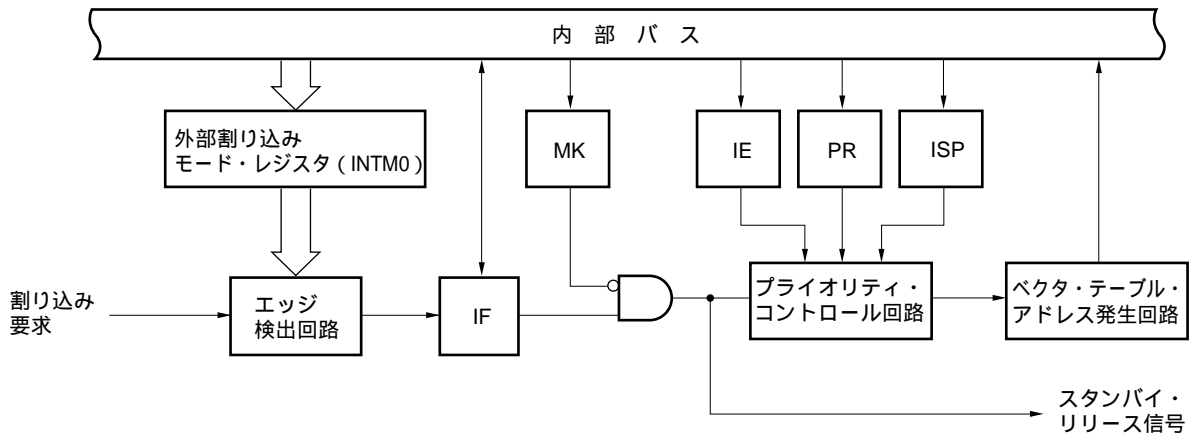 内 部 バ ス
外部割り込み
モード・レジスタ（INTM0）
MK
IE
PR
ISP
割り込み
要求
エッジ
検出回路
IF
プライオリティ・
コントロール回路
ベクタ・テーブル・
アドレス発生回路
スタンバイ・
リリース信号